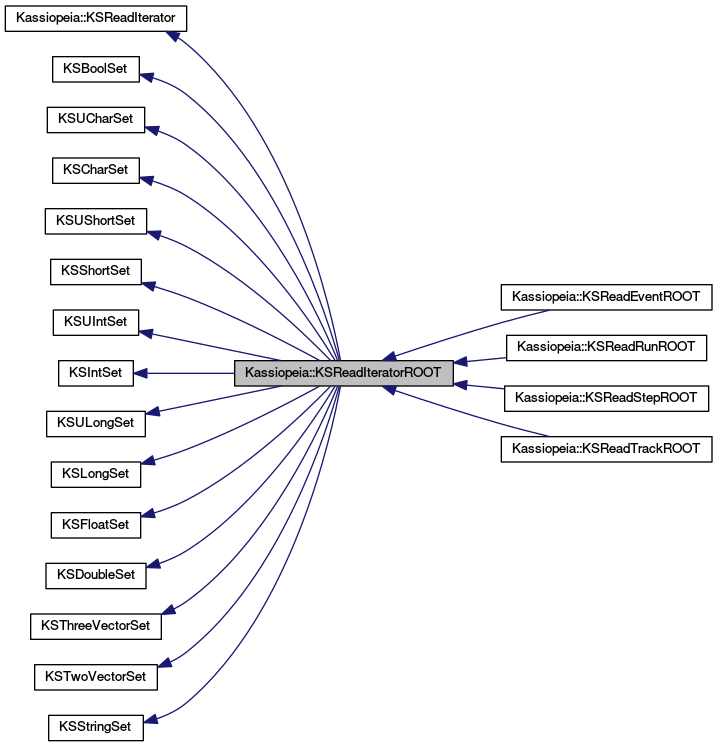 Kassiopeia::KSReadIterator
KSBoolSet
KSUCharSet
KSCharSet
KSUShortSet
KSShortSet
KSUIntSet
KSIntSet
KSULongSet
KSLongSet
KSFloatSet
KSDoubleSet
KSThreeVectorSet
KSTwoVectorSet
KSStringSet
Kassiopeia::KSReadIteratorROOT
Kassiopeia::KSReadEventROOT
Kassiopeia::KSReadRunROOT
Kassiopeia::KSReadStepROOT
Kassiopeia::KSReadTrackROOT